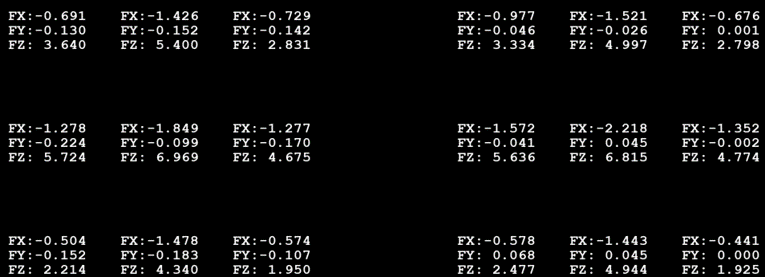 FX:-0.691 FX:-1.426 FX:-0.729 FX:-0.977 FX:-1.521 FX:-0.676
FY:-0.130 FY:-0.152 FY:-0.142 FY:-0.046 FY:-0.026 FY: 0.001
FZ: 3.640 FZ: 5.400 FZ: 2.831 FZ: 3.334 FZ: 4.997 FZ: 2.798
FX:-1.278 FX:-1.849 FX:-1.277 FX:-1.572 FX:-2.218 FX:-1.352
FY:-0.224 FY:-0.099 FY:-0.170 FY:-0.041 FY: 0.045 FY:-0.002
FZ: 5.724 FZ: 6.969 FZ: 4.675 FZ: 5.636 FZ: 6.815 FZ: 4.774
FX:-0.504 FX:-1.478 FX:-0.574 FX:-0.578 FX:-1.443 FX:-0.441
FY:-0.152 FY:-0.183 FY:-0.107 FY: 0.068 FY: 0.045 FY: 0.000
FZ: 2.214 FZ: 4.340 FZ: 1.950 FZ: 2.477 FZ: 4.944 FZ: 1.925